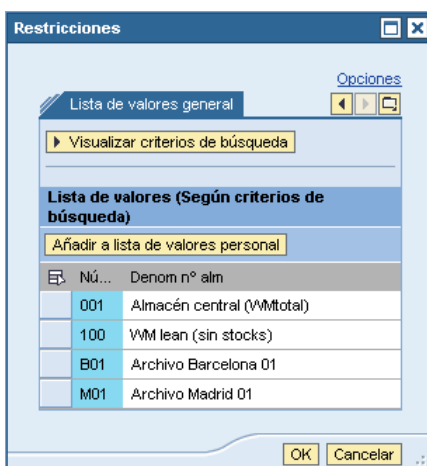 Restricciones
Opciones
Lista de valores general
Visualizar criterios de búsqueda
Lista de valores (Según criterios de
búsqueda)
Añadir a lista de valores personal
Nú... Denom nº alm
001 Almacén central (WMtotal)
100 WM lean (sin stocks)
B01 Archivo Barcelona 01
M01 Archivo Madrid 01
OK Cancelar